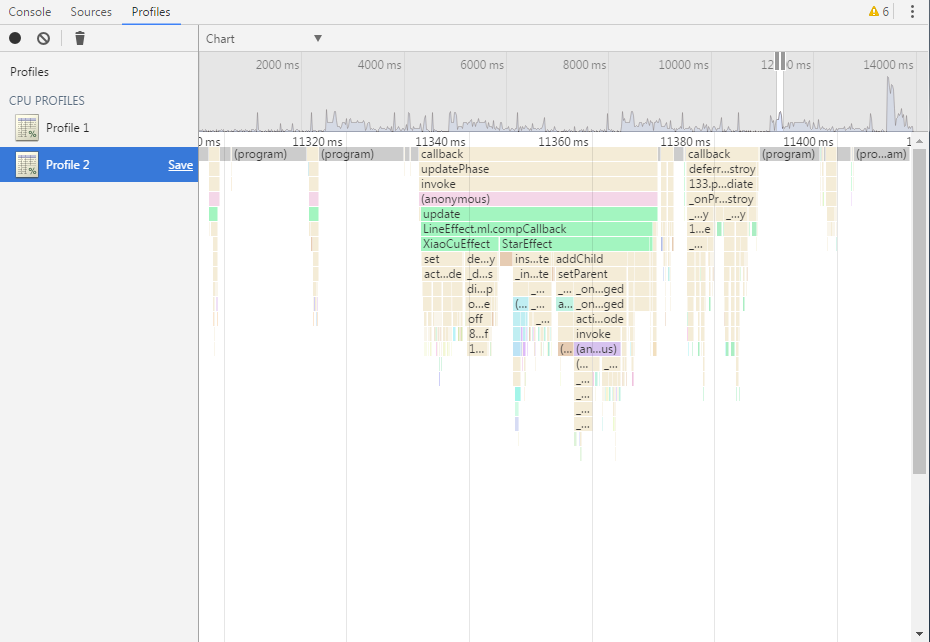 Console Sources Profiles 6
Chart
2000 ms 4000 ms 6000 ms 8000 ms 10000 ms 12 ms 14000 ms
Profiles
CPU PROFILES
Profile 1
Profile 2 Save
0 ms 11320 ms 11340 ms 11360 ms 11380 ms 11400 ms 1
(program) (program) callback callback (program) (pro...am)
updatePhase deferr...stroy
invoke 133.p...diate
(anonymous) _onPr...stroy
update _...y _...y
LineEffect.ml.compCallback 1...e
XiaoCuEffect StarEffect _...
set de...y ins...te addChild
act...de _d...s _in...te setParent
di...p _... _... _on...ged
o...e (... _... a... _on...ged
off _... acti...ode
8...f invoke
1... (... (an...us)
(... _...
_...
_...
_...
_...